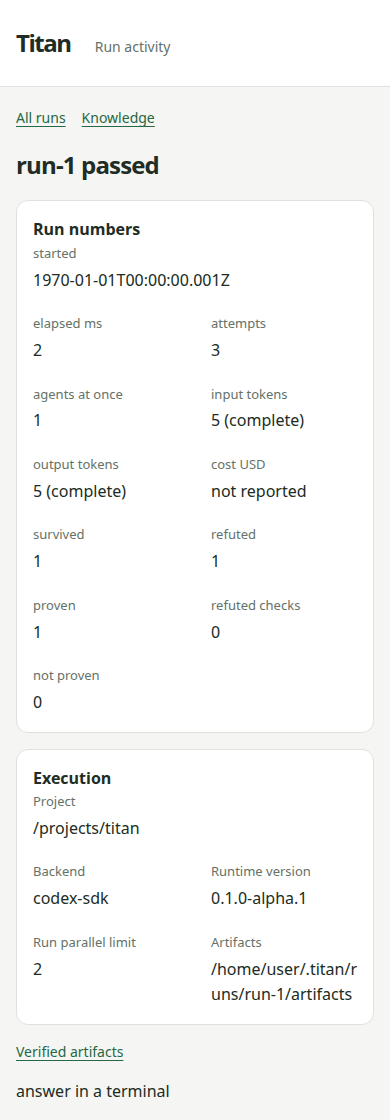 Titan Run activity
All runs Knowledge
run-1 passed
Run numbers
started
1970-01-01T00:00:00.001Z
elapsed ms attempts
2 3
agents at once input tokens
1 5 (complete)
output tokens cost USD
5 (complete) not reported
survived refuted
1 1
proven refuted checks
1 0
not proven
0
Execution
Project
/projects/titan
Backend Runtime version
codex-sdk 0.1.0-alpha.1
Run parallel limit Artifacts
2 /home/user/.titan/r
uns/run-1/artifacts
Verified artifacts
answer in a terminal